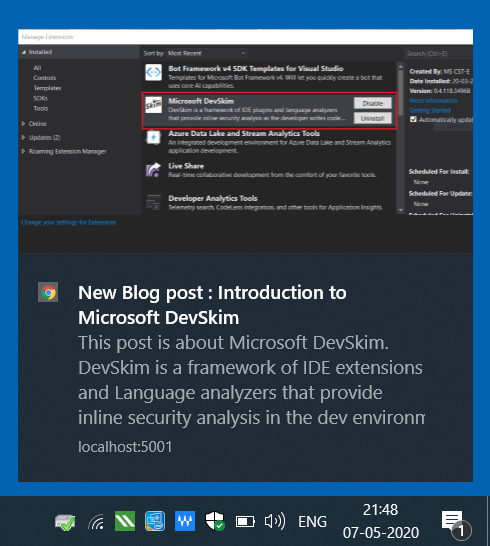 Manage Extensions
Installed
Sort by: Most Recent
Search (Ctrl+E)
All
Controls
Templates
SDKs
Tools
Online
Updates (2)
Roaming Extension Manager
Bot Framework v4 SDK Templates for Visual Studio
Templates for Microsoft Bot Framework v4. Will let you quickly create a bot that
uses core AI capabilities.
Microsoft DevSkim
DevSkim is a framework of IDE plugins and language analyzers
that provide inline security analysis as the developer writes code...
Disable
Uninstall
Azure Data Lake and Stream Analytics Tools
An integrated development environment for Azure Data Lake and Stream Analytics
application development.
Live Share
Real-time collaborative development from the comfort of your favorite tools.
Developer Analytics Tools
Telemetry search, CodeLens integration, and other tools for Application Insights.
Created By: MS CST-E
Date Installed: 20-03-2
Version: 0.4.118.34968
More Information
Getting Started
Automatically updat
Scheduled For Install:
None
Scheduled For Update:
None
Change your settings for Extensions
New Blog post : Introduction to
Microsoft DevSkim
This post is about Microsoft DevSkim.
DevSkim is a framework of IDE extensions
and Language analyzers that provide
inline security analysis in the dev environm
localhost:5001
ENG
21:48
07-05-2020
1